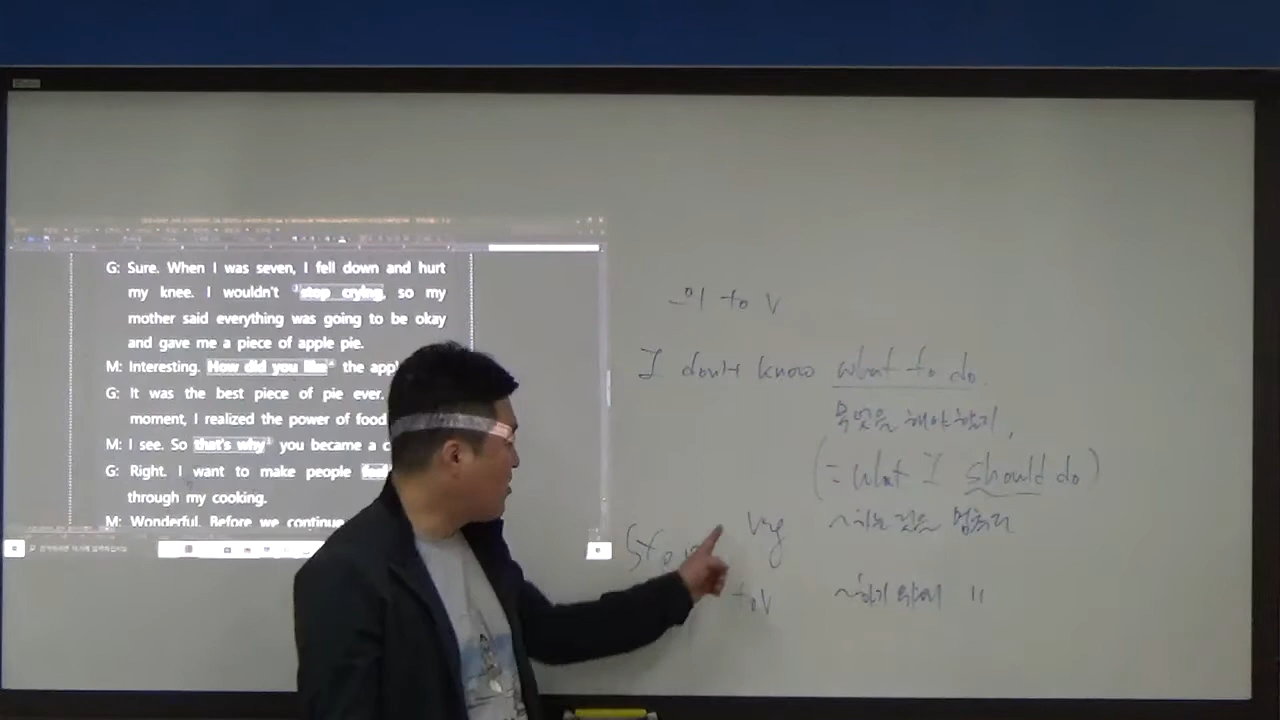 G: Sure. When I was seven, I fell down and hurt
my knee. I wouldn't stop crying, so my
mother said everything was going to be okay
and gave me a piece of apple pie.
M: Interesting. How did you like the appl
G: It was the best piece of pie ever.
moment, I realized the power of food
M: I see. So that's why you became a c
G: Right. I want to make people feel
through my cooking.
M: Wonderful. Before we continue
의 to V
I don't know what to do.
무엇을 해야할지,
(= what I should do)
Ving ~하는 것을 멈추다
Stop
to V ~하기 위해 "